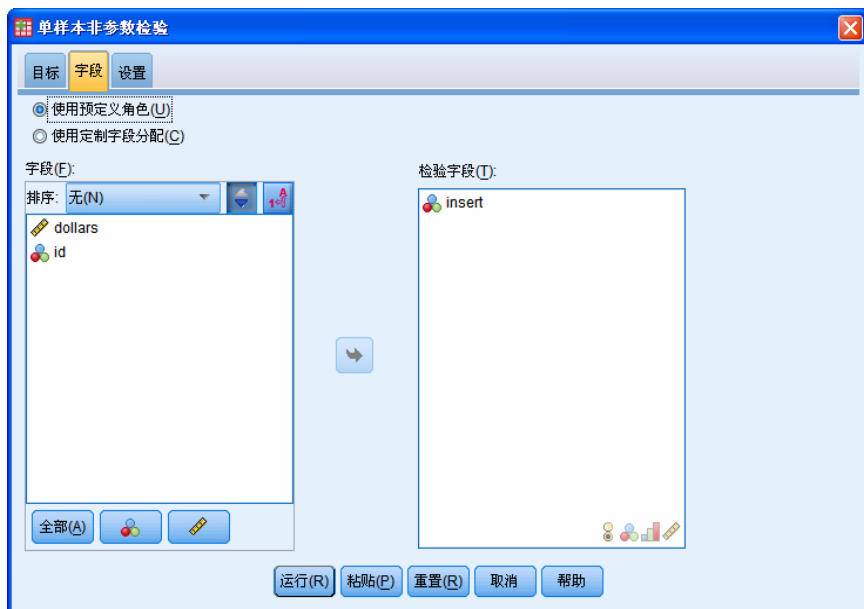 单样本非参数检验
目标 字段 设置
使用预定义角色(U)
使用定制字段分配(C)
字段(F):
检验字段(T):
排序: 无(N)
dollars
id
insert
全部(A)
运行(R) 粘贴(P) 重置(R) 取消 帮助